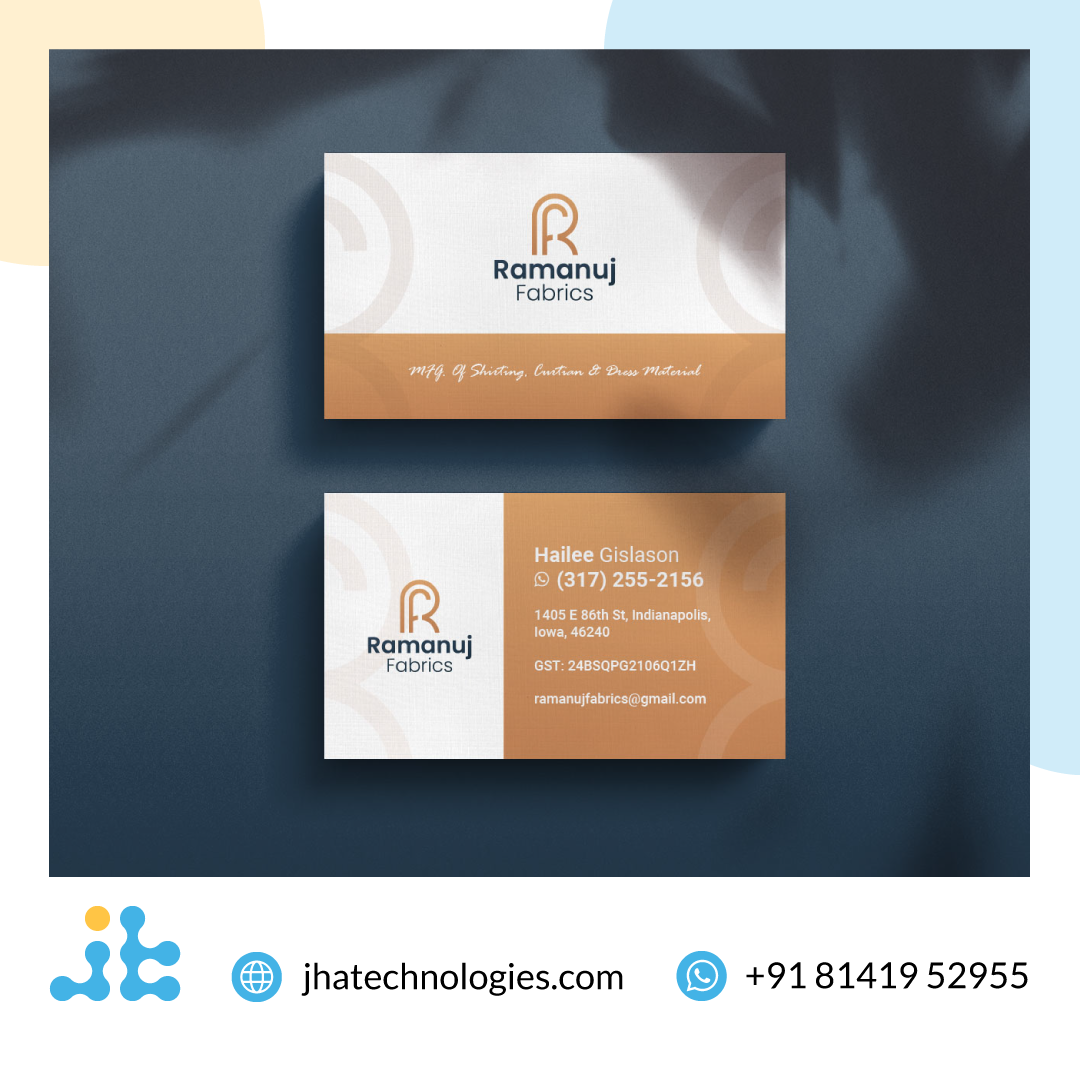 Ramanuj
Fabrics
MFG. Of Shirting, Curtian & Dress Material
Hailee Gislason
(317) 255-2156
1405 E 86th St, Indianapolis,
Iowa, 46240
GST: 24BSQPG2106Q1ZH
ramanujfabrics@gmail.com
Ramanuj
Fabrics
jhatechnologies.com
+91 81419 52955